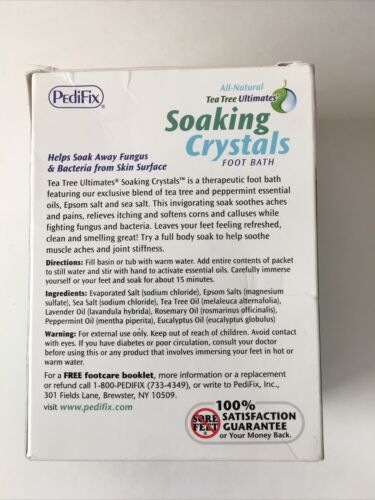 PediFix®
All-Natural
Tea Tree Ultimates®
Soaking
Crystals
FOOT BATH
Helps Soak Away Fungus
& Bacteria from Skin Surface
Tea Tree Ultimates® Soaking Crystals™ is a therapeutic foot bath
featuring our exclusive blend of tea tree and peppermint essential
oils, Epsom salt and sea salt. This invigorating soak soothes aches
and pains, relieves itching and softens corns and calluses while
fighting fungus and bacteria. Leaves your feet feeling refreshed,
clean and smelling great! Try a full body soak to help soothe
muscle aches and joint stiffness.
Directions: Fill basin or tub with warm water. Add entire contents of packet
to still water and stir with hand to activate essential oils. Carefully immerse
yourself or your feet and soak for about 15 minutes.
Ingredients: Evaporated Salt (sodium chloride), Epsom Salts (magnesium
sulfate), Sea Salt (sodium chloride), Tea Tree Oil (melaleuca alternafolia),
Lavender Oil (lavandula hybrida), Rosemary Oil (rosmarinus officinalis),
Peppermint Oil (mentha piperita), Eucalyptus Oil (eucalyptus globulus)
Warning: For external use only. Keep out of reach of children. Avoid contact
with eyes. If you have diabetes or poor circulation, consult your doctor
before using this or any product that involves immersing your feet in hot or
warm water.
For a FREE footcare booklet, more information or a replacement
or refund call 1-800-PEDIFIX (733-4349), or write to PediFix, Inc.,
301 Fields Lane, Brewster, NY 10509.
visit www.pedifix.com
SORE
FEET
100%
SATISFACTION
GUARANTEE
or Your Money Back.